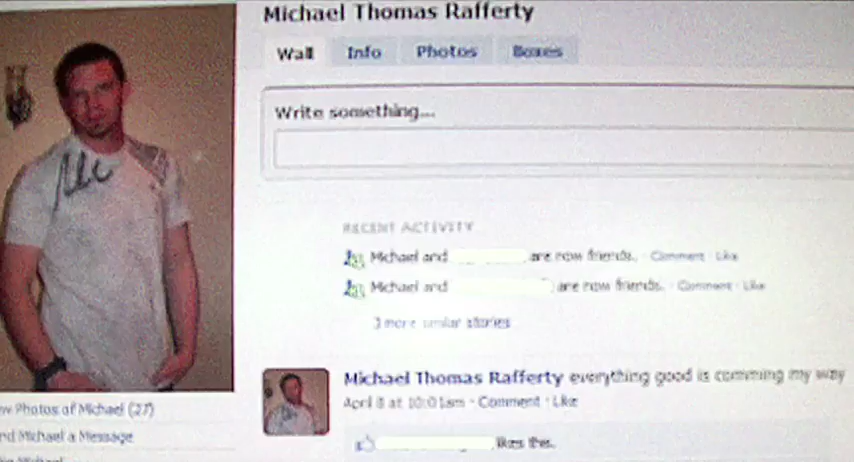 Michael Thomas Rafferty
Wall Info Photos Boxes
Write something...
RECENT ACTIVITY
Michael and are now friends. · Comment · Like
Michael and are now friends. · Comment · Like
3 more similar stories
Michael Thomas Rafferty everything good is comming my way
April 8 at 10:01am · Comment · Like
likes this.
Photos of Michael (27)
Michael a Message
Michael